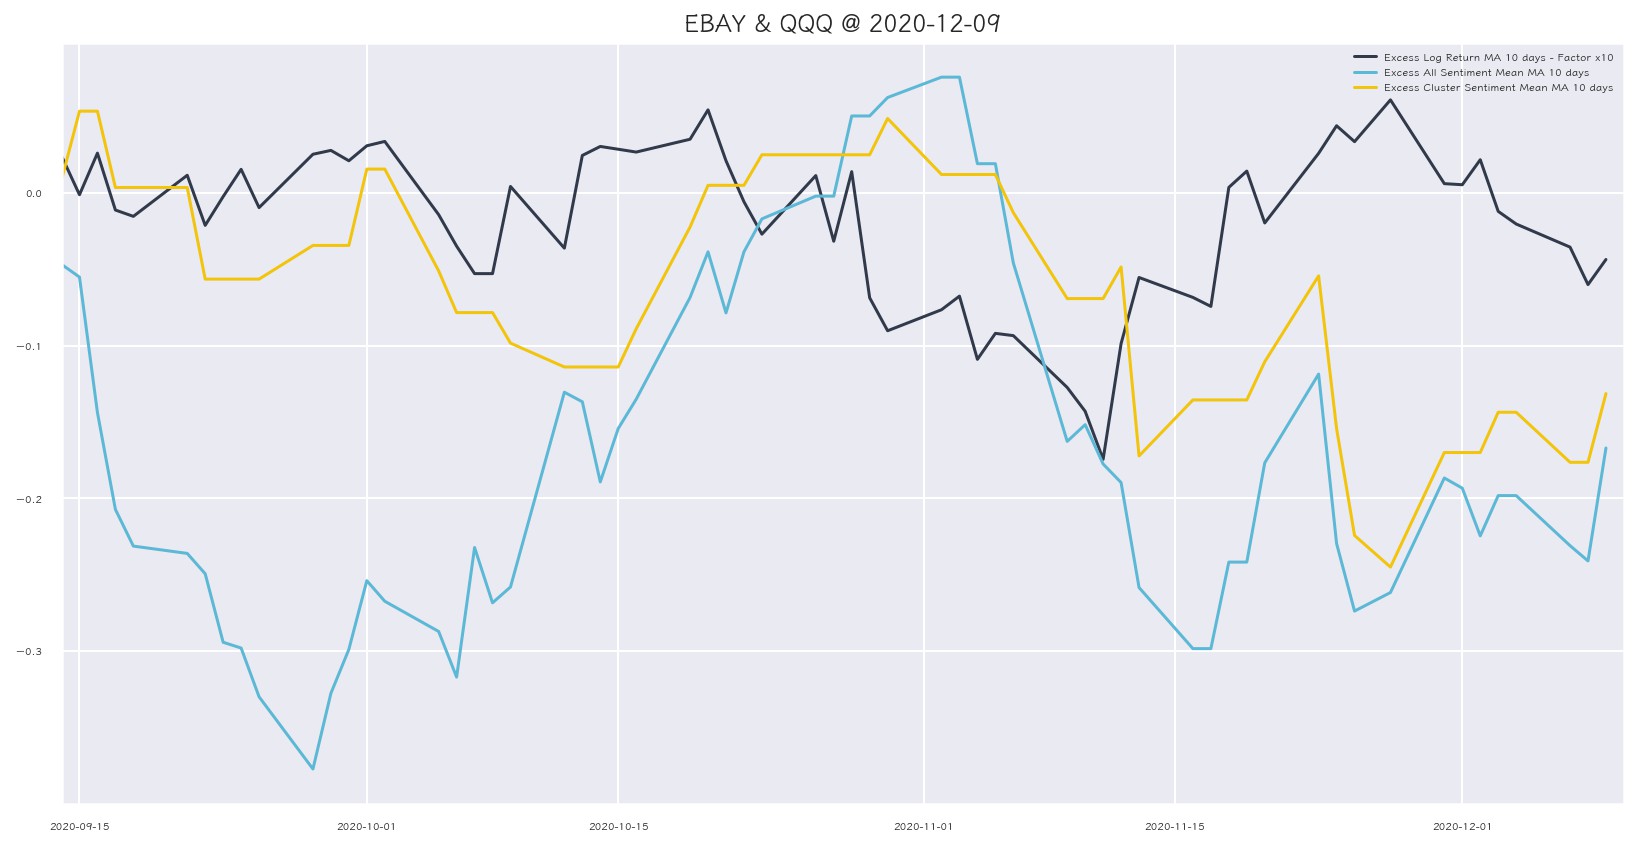 EBAY & QQQ @ 2020-12-09
Excess Log Return MA 10 days - Factor x10
Excess All Sentiment Mean MA 10 days
Excess Cluster Sentiment Mean MA 10 days
0.0
−0.1
−0.2
−0.3
2020-09-15 2020-10-01 2020-10-15 2020-11-01 2020-11-15 2020-12-01